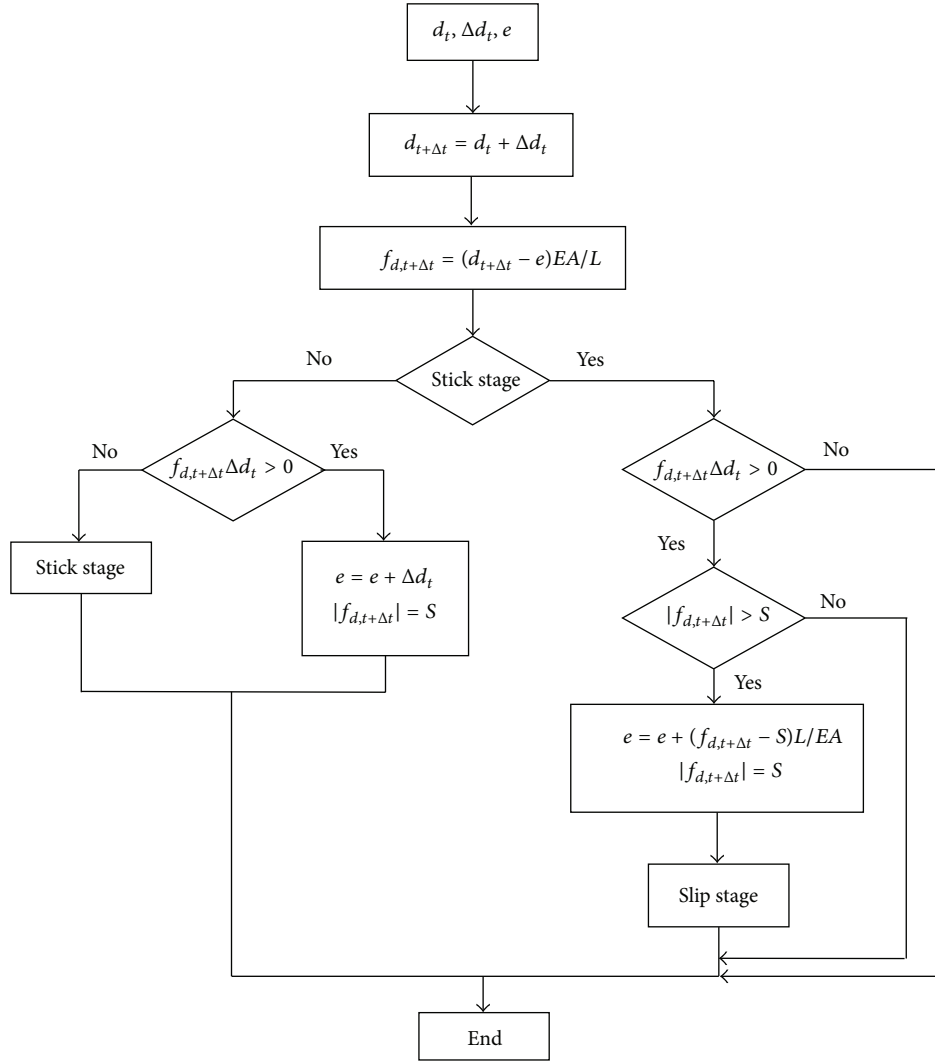 d_t, Δd_t, e
d_{t+Δt} = d_t + Δd_t
f_{d,t+Δt} = (d_{t+Δt} − e)EA/L
No
Stick stage
Yes
No
f_{d,t+Δt}Δd_t > 0
Yes
f_{d,t+Δt}Δd_t > 0
No
Stick stage
e = e + Δd_t
|f_{d,t+Δt}| = S
Yes
|f_{d,t+Δt}| > S
No
Yes
e = e + (f_{d,t+Δt} − S)L/EA
|f_{d,t+Δt}| = S
Slip stage
End